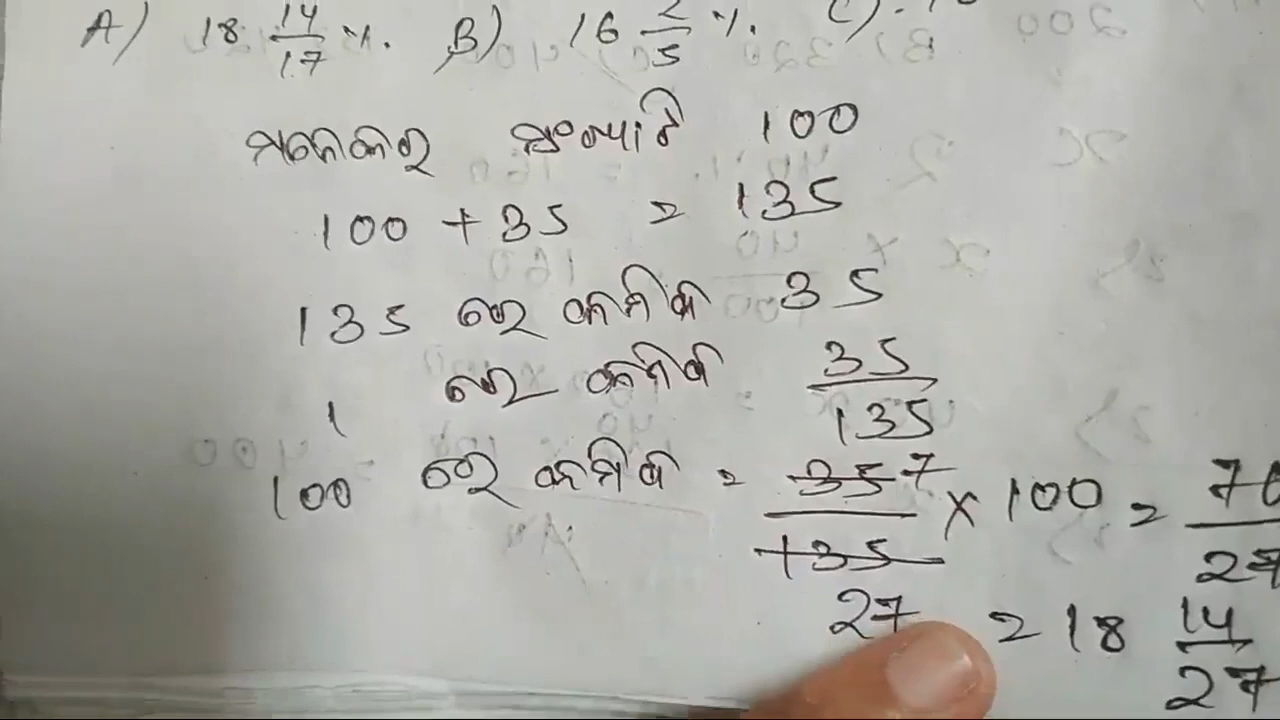 A) 18 14/17 %. B) 16 2/5 %. C)
ମନେକର ସଂଖ୍ୟାଟି 100
100 + 35 = 135
135 ରେ କମିବ 35
1 ରେ କମିବ 35/135
100 ରେ କମିବ = 35 7/135 27 × 100 = 70/27
= 18 14/27